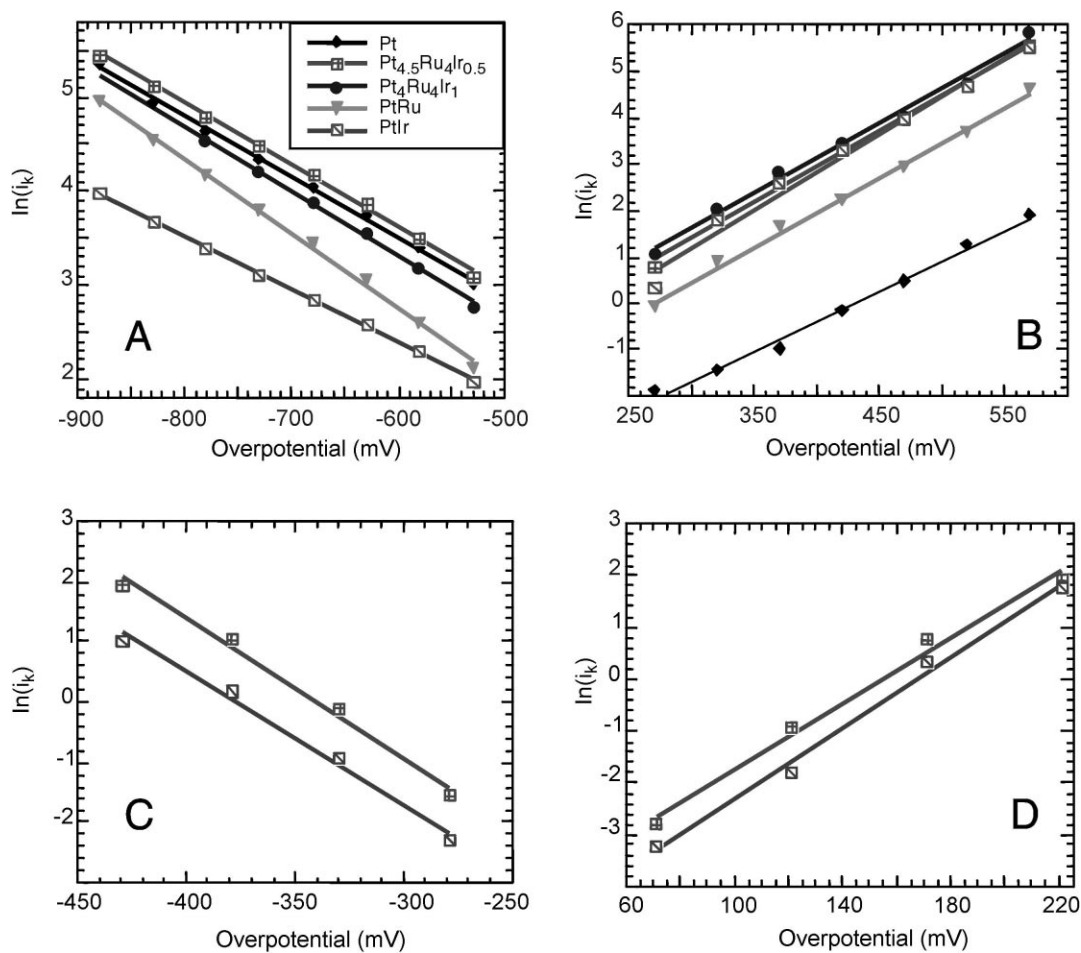 Pt
Pt4.5Ru4Ir0.5
Pt4Ru4Ir1
PtRu
PtIr
5
4
3
2
ln(ik)
A
-900 -800 -700 -600 -500
Overpotential (mV)
6
5
4
3
2
1
0
-1
ln(ik)
B
250 350 450 550
Overpotential (mV)
3
2
1
0
-1
-2
ln(ik)
C
-450 -400 -350 -300 -250
Overpotential (mV)
3
2
1
0
-1
-2
-3
ln(ik)
D
60 100 140 180 220
Overpotential (mV)